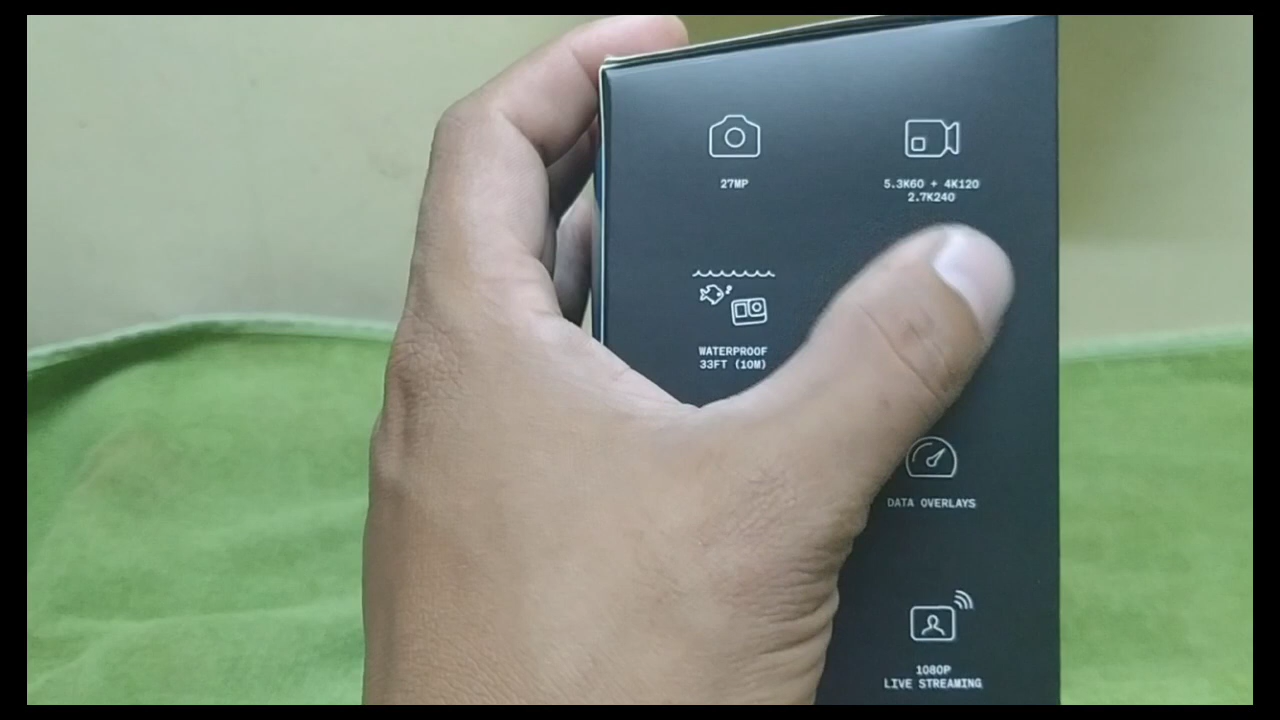 27MP
5.3K60 + 4K120
2.7K240
WATERPROOF
33FT (10M)
DATA OVERLAYS
1080P
LIVE STREAMING